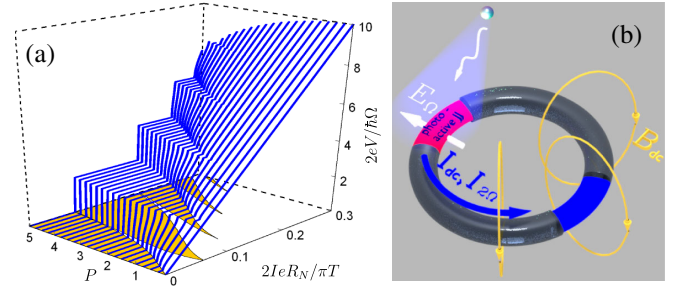 (a)
10
8
6
4
2
2eV/ℏΩ
5
4
3
2
1
P
0
0.1
0.2
0.3
2IeR_N/πT
(b)
E_Ω
photo -
active JJ
I_dc, I_2Ω
B_dc